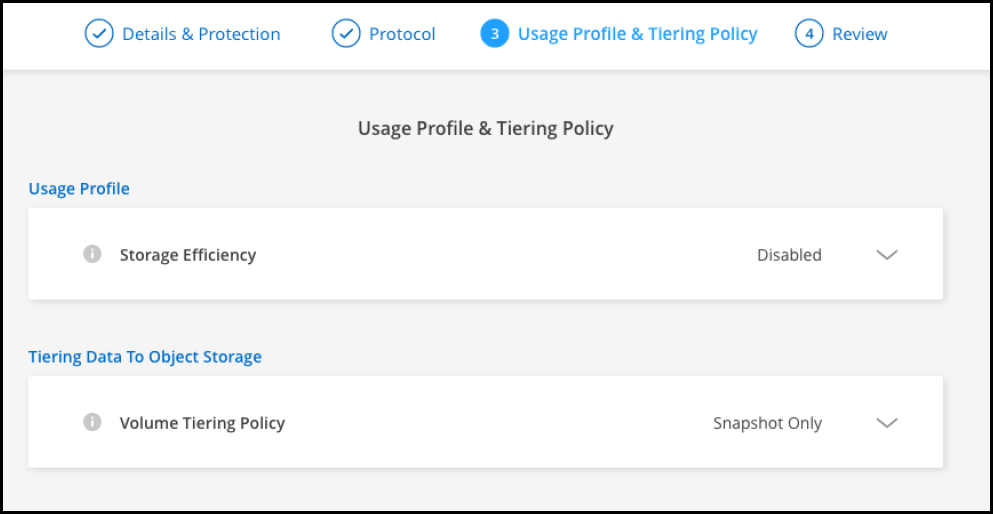 Details & Protection Protocol 3 Usage Profile & Tiering Policy 4 Review
Usage Profile & Tiering Policy
Usage Profile
i Storage Efficiency Disabled
Tiering Data To Object Storage
i Volume Tiering Policy Snapshot Only